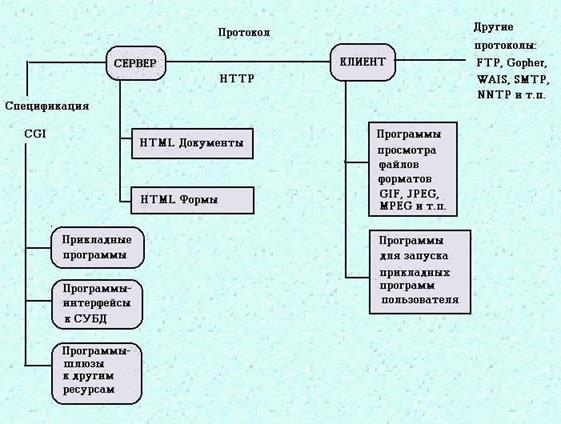 Протокол
СЕРВЕР
HTTP
КЛИЕНТ
Другие
протоколы:
FTP, Gopher,
WAIS, SMTP,
NNTP и т.п.
Спецификация
CGI
HTML Документы
HTML Формы
Программы
просмотра
файлов
форматов
GIF, JPEG,
MPEG и т.п.
Программы
для запуска
прикладных
программ
пользователя
Прикладные
программы
Программы-
интерфейсы
к СУБД
Программы-
шлюзы
к другим
ресурсам